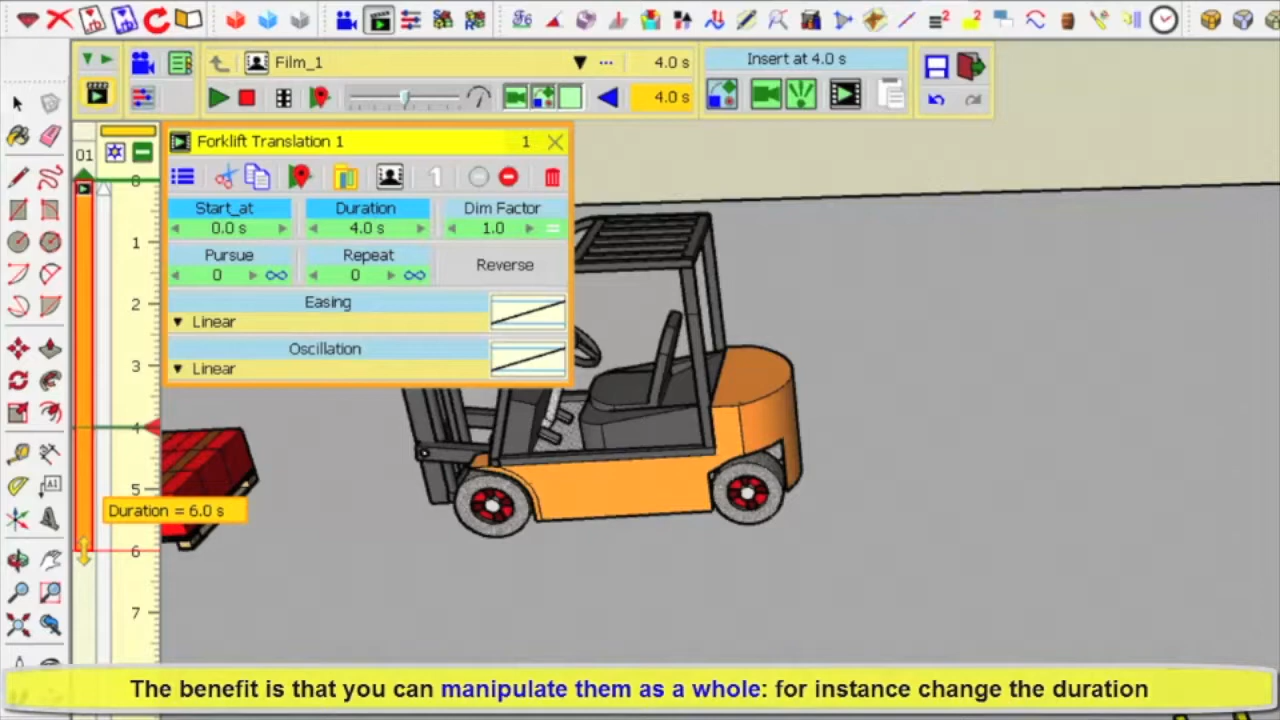 Film_1
4.0 s
Insert at 4.0 s
4.0 s
01
Forklift Translation 1
1
1
Start_at
Duration
Dim Factor
0.0 s
4.0 s
1.0
Pursue
Repeat
Reverse
0
0
Easing
Linear
Oscillation
Linear
0
1
2
3
4
5
6
7
Duration = 6.0 s
The benefit is that you can manipulate them as a whole: for instance change the duration